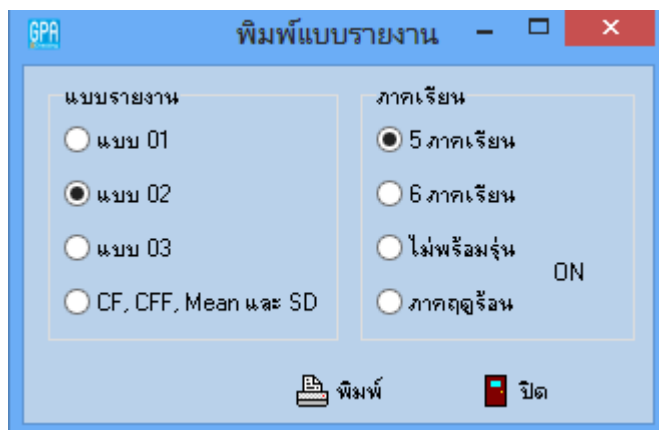 GPA
พิมพ์แบบรายงาน
แบบรายงาน
แบบ 01
แบบ 02
แบบ 03
CF, CFF, Mean และ SD
ภาคเรียน
5 ภาคเรียน
6 ภาคเรียน
ไม่พร้อมรุ่น
ภาคฤดูร้อน
ON
พิมพ์
ปิด